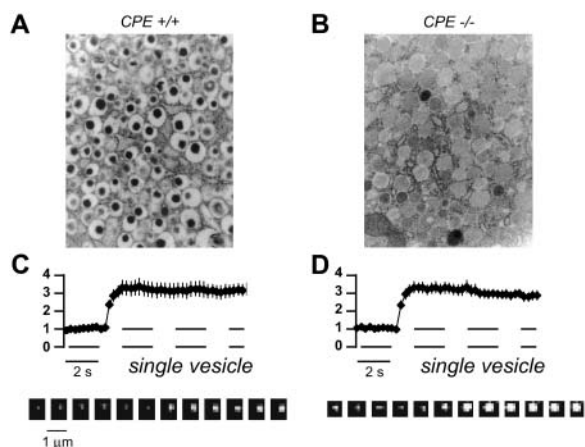 A
CPE +/+
B
CPE -/-
C
4
3
2
1
0
2 s
single vesicle
1 µm
D
4
3
2
1
0
2 s
single vesicle